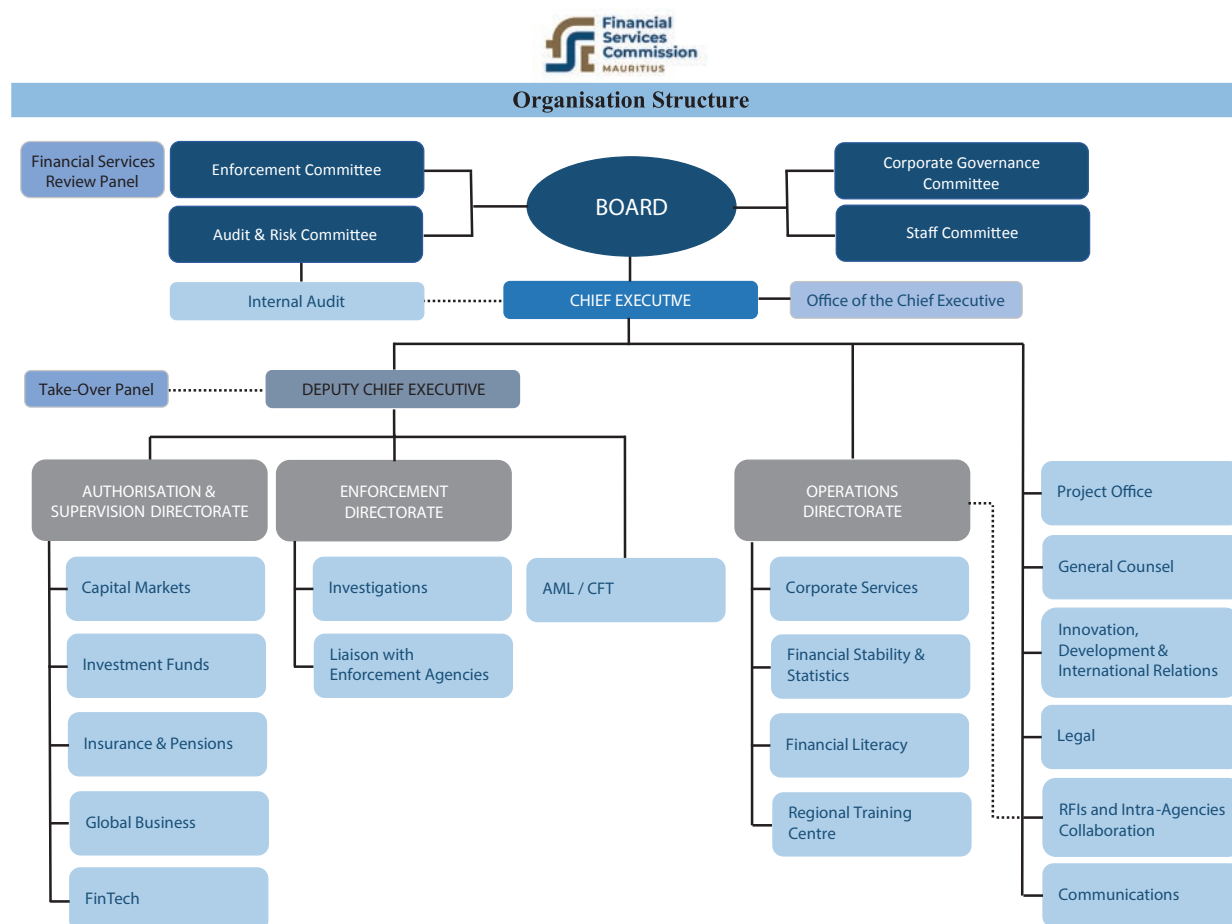 Financial
Services
Commission
MAURITIUS
Organisation Structure
Financial Services
Review Panel
Enforcement Committee
Audit & Risk Committee
BOARD
Corporate Governance
Committee
Staff Committee
Internal Audit
CHIEF EXECUTIVE
Office of the Chief Executive
Take-Over Panel
DEPUTY CHIEF EXECUTIVE
AUTHORISATION &
SUPERVISION DIRECTORATE
Capital Markets
Investment Funds
Insurance & Pensions
Global Business
FinTech
ENFORCEMENT
DIRECTORATE
Investigations
Liaison with
Enforcement Agencies
AML / CFT
OPERATIONS
DIRECTORATE
Corporate Services
Financial Stability &
Statistics
Financial Literacy
Regional Training
Centre
Project Office
General Counsel
Innovation,
Development &
International Relations
Legal
RFIs and Intra-Agencies
Collaboration
Communications